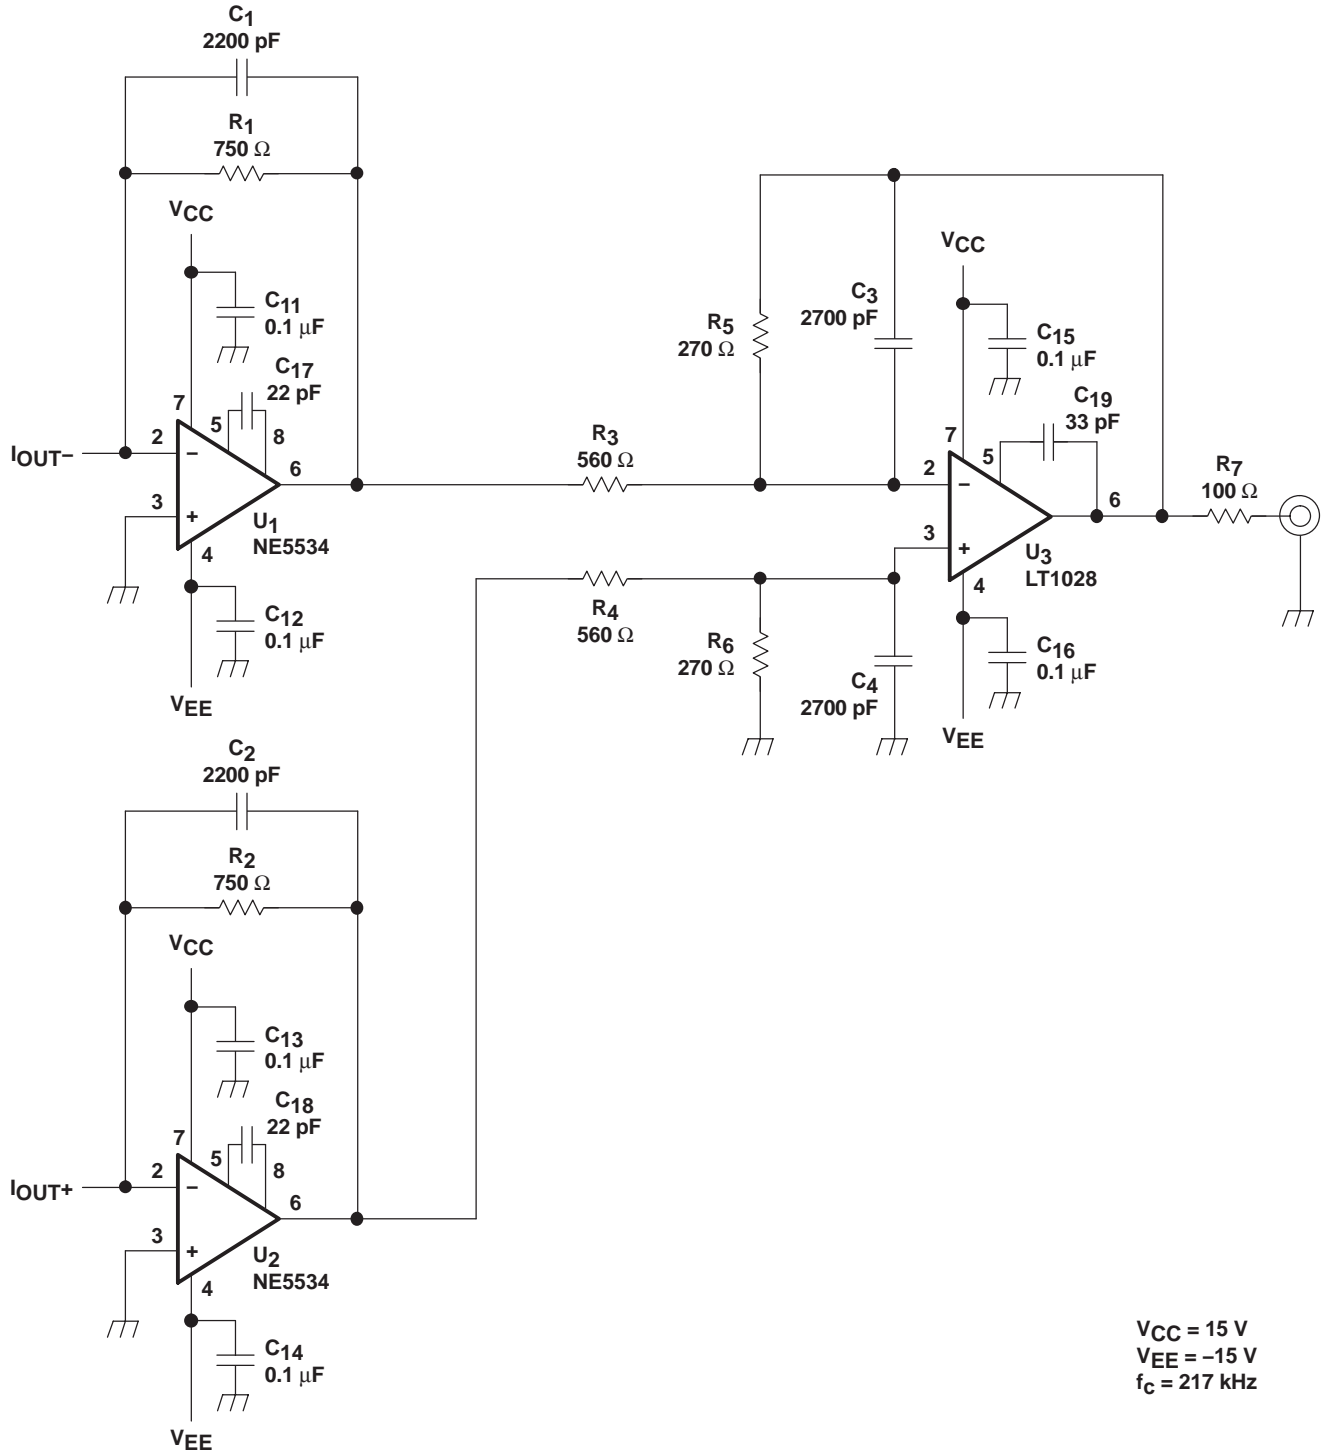 C1
2200 pF
R1
750 Ω
VCC
C11
0.1 μF
C17
22 pF
7
5
8
2
IOUT–
–
6
3
+
U1
NE5534
4
C12
0.1 μF
VEE
R3
560 Ω
R5
270 Ω
C3
2700 pF
VCC
C15
0.1 μF
C19
33 pF
7
5
2
–
6
R7
100 Ω
3
+
U3
LT1028
4
R4
560 Ω
R6
270 Ω
C4
2700 pF
C16
0.1 μF
VEE
C2
2200 pF
R2
750 Ω
VCC
C13
0.1 μF
C18
22 pF
7
5
8
2
IOUT+
–
6
3
+
U2
NE5534
4
C14
0.1 μF
VEE
VCC = 15 V
VEE = –15 V
fC = 217 kHz